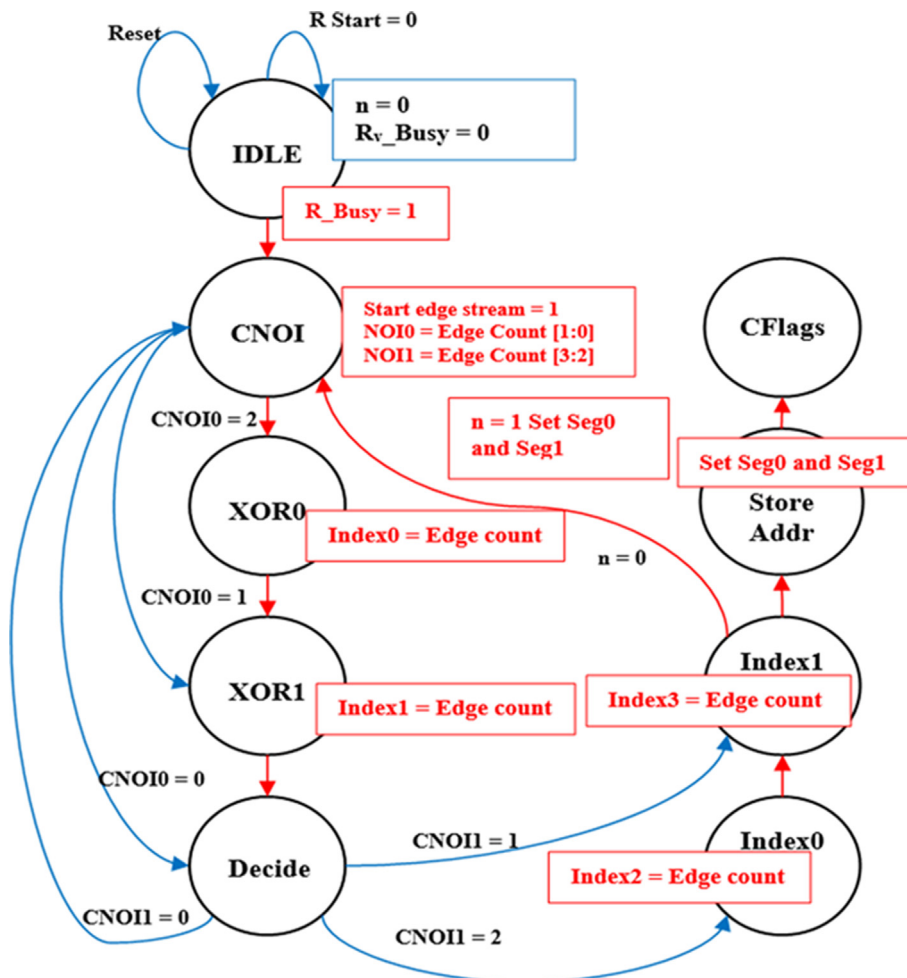 R Start = 0
Reset
n = 0
Rᵥ_Busy = 0
IDLE
R_Busy = 1
CNOI
Start edge stream = 1
NOI0 = Edge Count [1:0]
NOI1 = Edge Count [3:2]
CFlags
CNOI0 = 2
n = 1 Set Seg0
and Seg1
Set Seg0 and Seg1
XOR0
Store
Addr
Index0 = Edge count
n = 0
CNOI0 = 1
XOR1
Index1
Index1 = Edge count
Index3 = Edge count
CNOI0 = 0
CNOI1 = 1
Decide
Index0
Index2 = Edge count
CNOI1 = 0
CNOI1 = 2